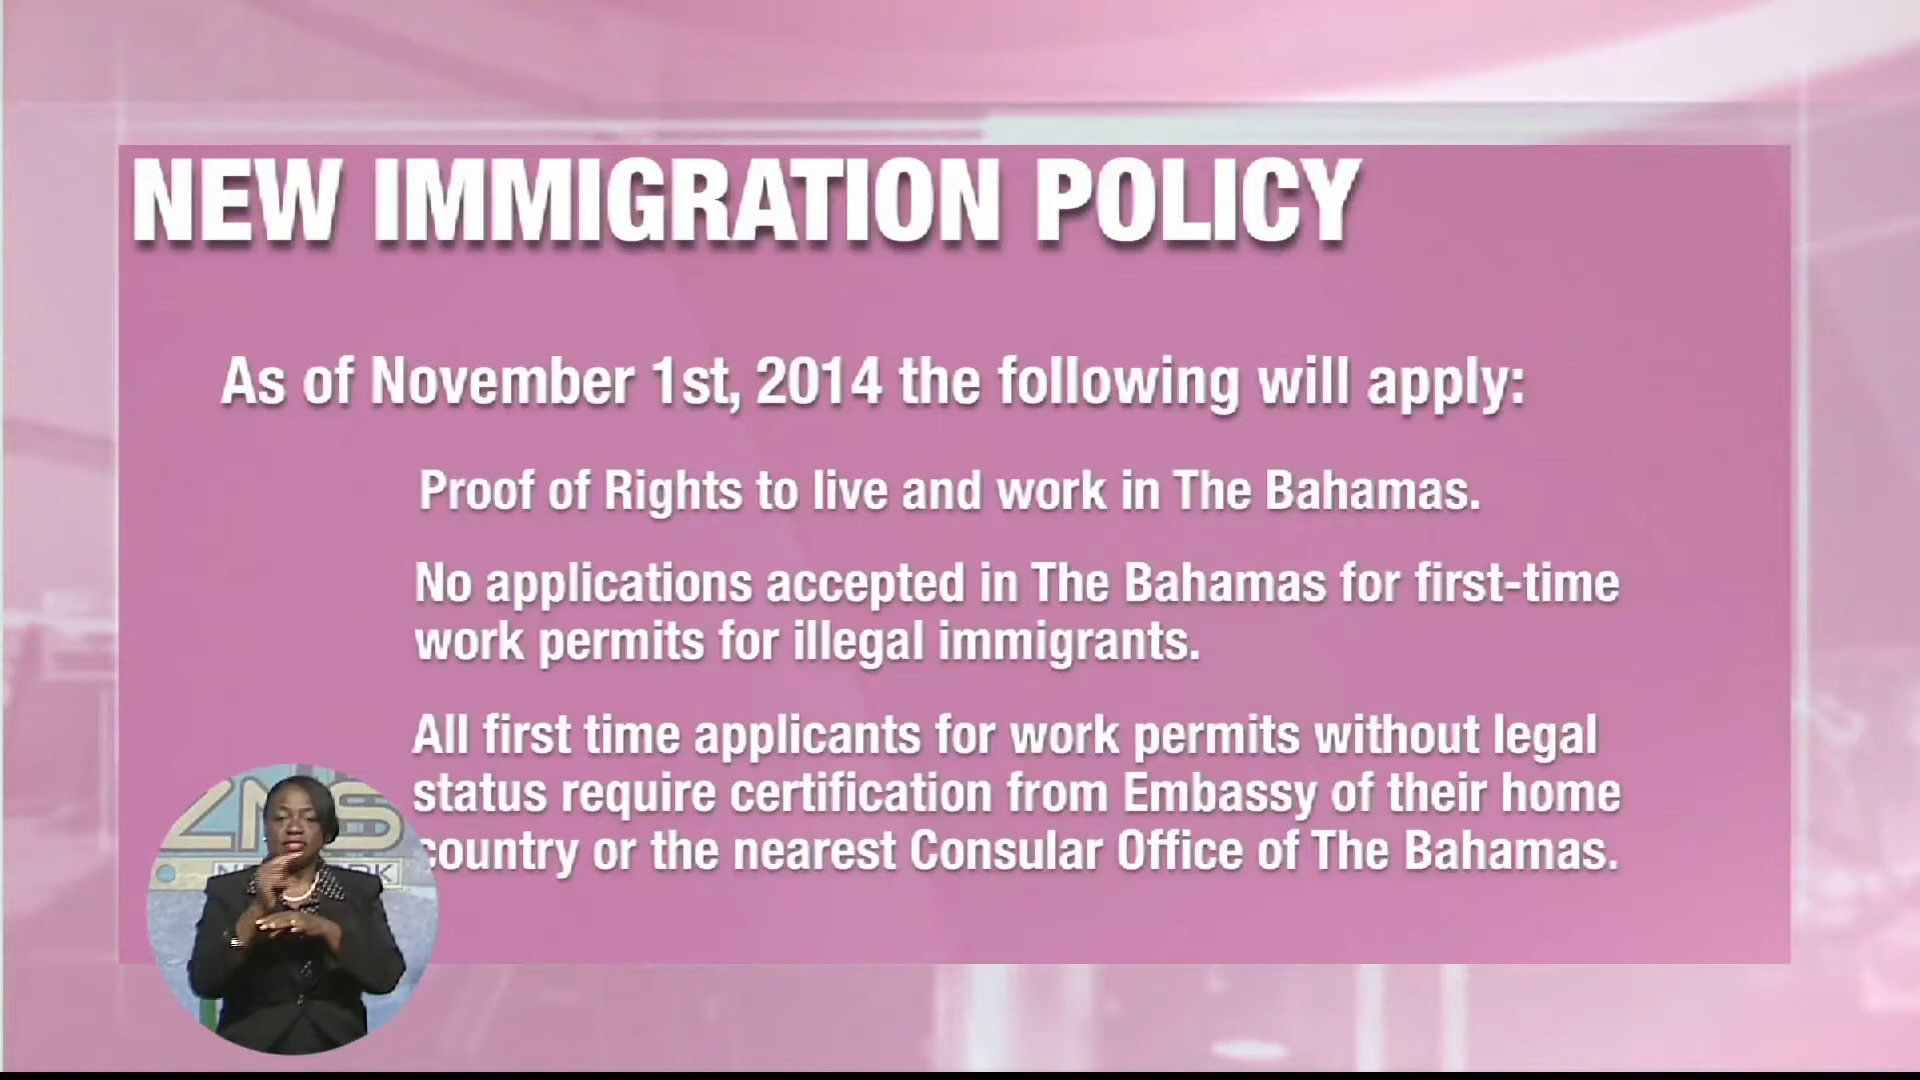 NEW IMMIGRATION POLICY
As of November 1st, 2014 the following will apply:
Proof of Rights to live and work in The Bahamas.
No applications accepted in The Bahamas for first-time
work permits for illegal immigrants.
All first time applicants for work permits without legal
status require certification from Embassy of their home
country or the nearest Consular Office of The Bahamas.
ZNS